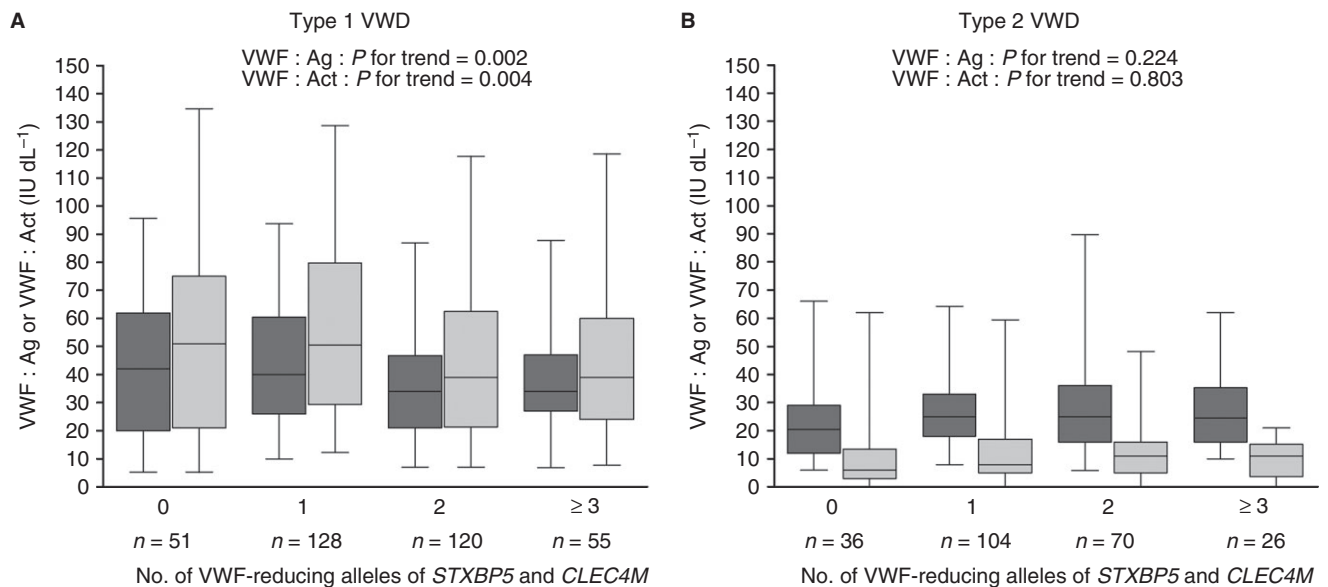 A
Type 1 VWD
VWF : Ag : P for trend = 0.002
VWF : Act : P for trend = 0.004
VWF : Ag or VWF : Act (IU dL⁻¹)
150
140
130
120
110
100
90
80
70
60
50
40
30
20
10
0
0 1 2 ≥ 3
n = 51 n = 128 n = 120 n = 55
No. of VWF-reducing alleles of STXBP5 and CLEC4M
B
Type 2 VWD
VWF : Ag : P for trend = 0.224
VWF : Act : P for trend = 0.803
VWF : Ag or VWF : Act (IU dL⁻¹)
150
140
130
120
110
100
90
80
70
60
50
40
30
20
10
0
0 1 2 ≥ 3
n = 36 n = 104 n = 70 n = 26
No. of VWF-reducing alleles of STXBP5 and CLEC4M